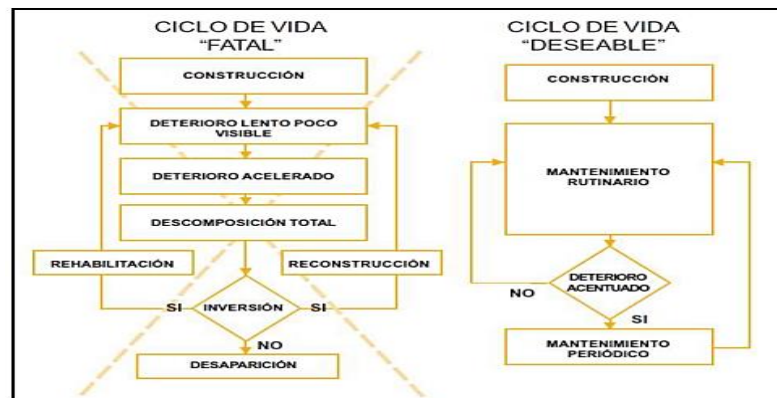 CICLO DE VIDA
"FATAL"
CONSTRUCCIÓN
DETERIORO LENTO POCO
VISIBLE
DETERIORO ACELERADO
DESCOMPOSICIÓN TOTAL
REHABILITACIÓN
RECONSTRUCCIÓN
SI
INVERSIÓN
SI
NO
DESAPARICIÓN
CICLO DE VIDA
"DESEABLE"
CONSTRUCCIÓN
MANTENIMIENTO
RUTINARIO
DETERIORO
ACENTUADO
NO
SI
MANTENIMIENTO
PERIÓDICO